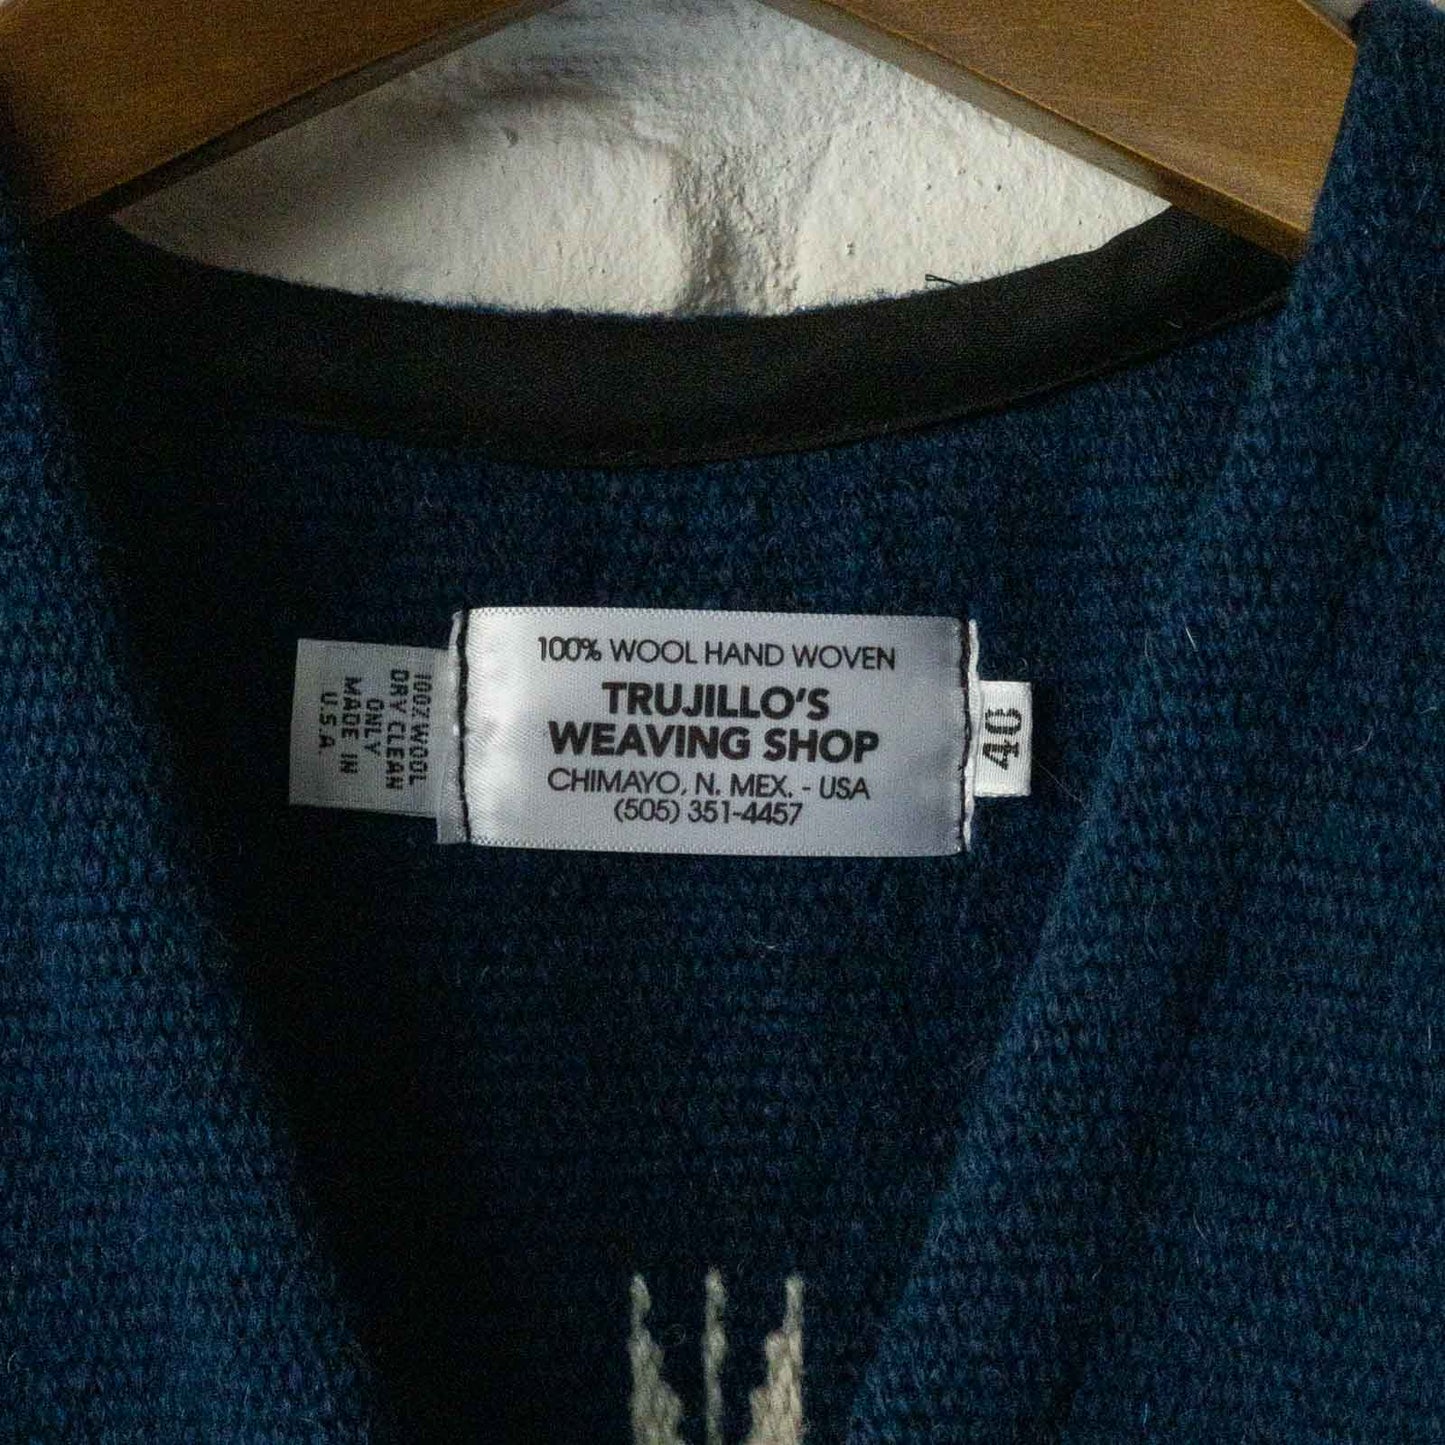 100% WOOL HAND WOVEN
TRUJILLO'S
WEAVING SHOP
CHIMAYO, N. MEX. - USA
(505) 351-4457
100% WOOL
DRY CLEAN
ONLY
MADE IN
U.S.A.
40